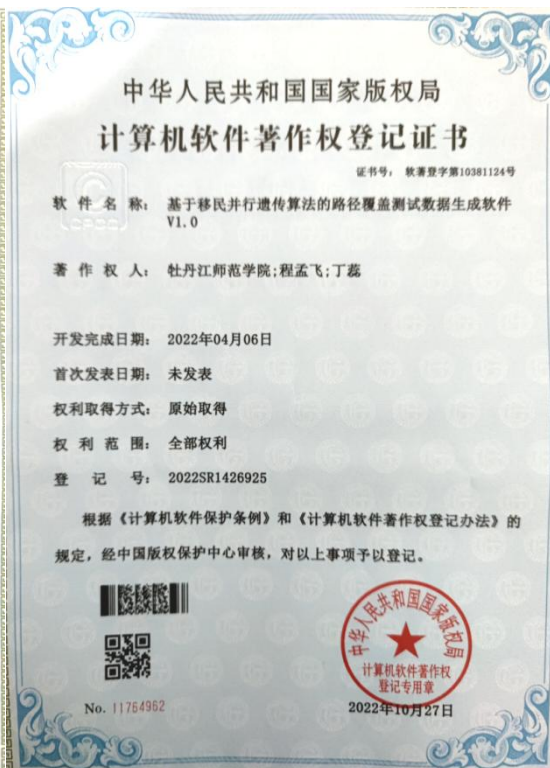 中华人民共和国国家版权局
计算机软件著作权登记证书
证书号： 软著登字第10381124号
软件名称： 基于移民并行遗传算法的路径覆盖测试数据生成软件
V1.0
著作权人： 牡丹江师范学院;程孟飞;丁蕊
开发完成日期： 2022年04月06日
首次发表日期： 未发表
权利取得方式： 原始取得
权利范围： 全部权利
登记号： 2022SR1426925
根据《计算机软件保护条例》和《计算机软件著作权登记办法》的
规定，经中国版权保护中心审核，对以上事项予以登记。
中华人民共和国国家版权局
计算机软件著作权
登记专用章
No. 11764962
2022年10月27日